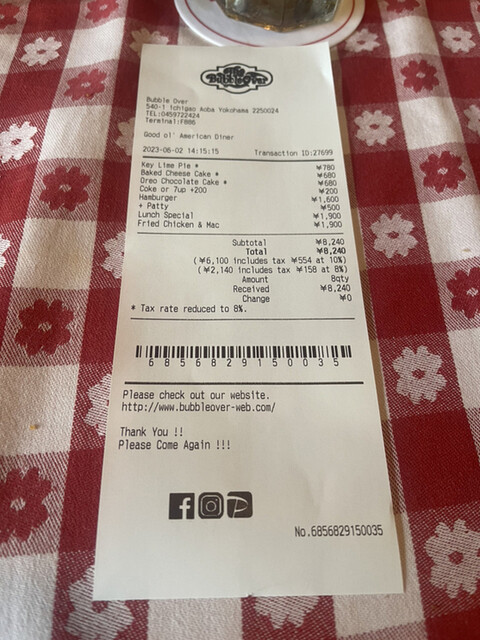 Bubble Over
Bubble Over
540-1 ichigao Aoba Yokohama 2250024
TEL:0459722424
Terminal:F886
Good ol' American Diner
2023-06-02 14:15:15 Transaction ID:27699
Key Lime Pie * ¥780
Baked Cheese Cake * ¥680
Oreo Chocolate Cake * ¥680
Coke or 7up +200 ¥200
Hamburger ¥1,600
+ Patty ¥500
Lunch Special ¥1,900
Fried Chicken & Mac ¥1,900
Subtotal ¥8,240
Total ¥8,240
(¥6,100 includes tax ¥554 at 10%)
(¥2,140 includes tax ¥158 at 8%)
Amount 8qty
Received ¥8,240
Change ¥0
* Tax rate reduced to 8%.
6856829150035
Please check out our website.
http://www.bubbleover-web.com/
Thank You !!
Please Come Again !!!
No.6856829150035